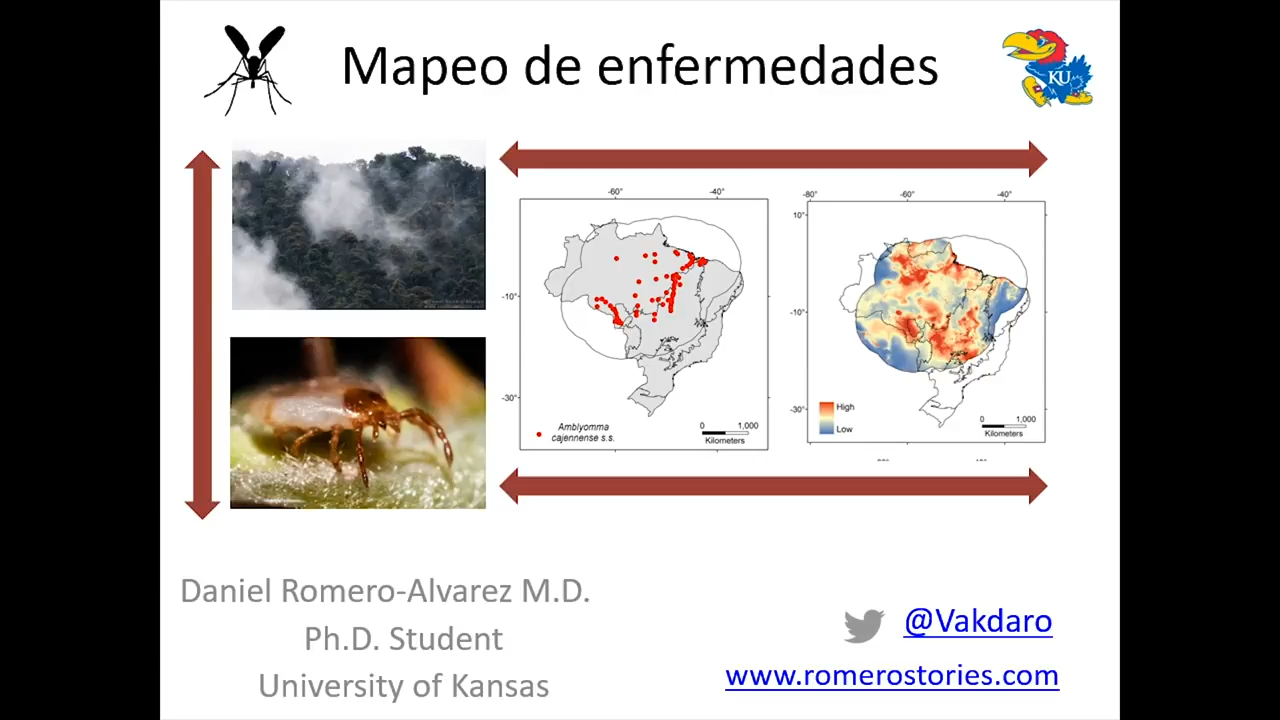 Mapeo de enfermedades
KU
-60° -40°
-10°
-30°
Amblyomma
cajennense s.s.
0 1,000
Kilometers
-80° -60° -40°
10°
-10°
-30°
High
Low
0 1,000
Kilometers
Daniel Romero-Alvarez M.D.
Ph.D. Student
University of Kansas
@Vakdaro
www.romerostories.com